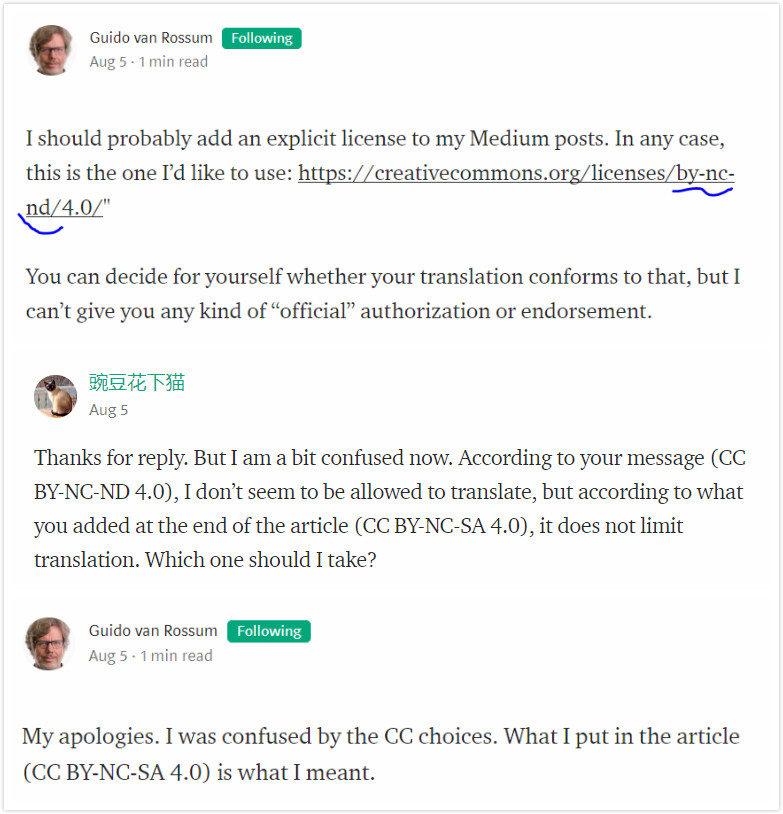 Guido van Rossum Following
Aug 5 · 1 min read
I should probably add an explicit license to my Medium posts. In any case,
this is the one I’d like to use: https://creativecommons.org/licenses/by-nc-
nd/4.0/"
You can decide for yourself whether your translation conforms to that, but I
can’t give you any kind of “official” authorization or endorsement.
豌豆花下猫
Aug 5
Thanks for reply. But I am a bit confused now. According to your message (CC
BY-NC-ND 4.0), I don’t seem to be allowed to translate, but according to what
you added at the end of the article (CC BY-NC-SA 4.0), it does not limit
translation. Which one should I take?
Guido van Rossum Following
Aug 5 · 1 min read
My apologies. I was confused by the CC choices. What I put in the article
(CC BY-NC-SA 4.0) is what I meant.